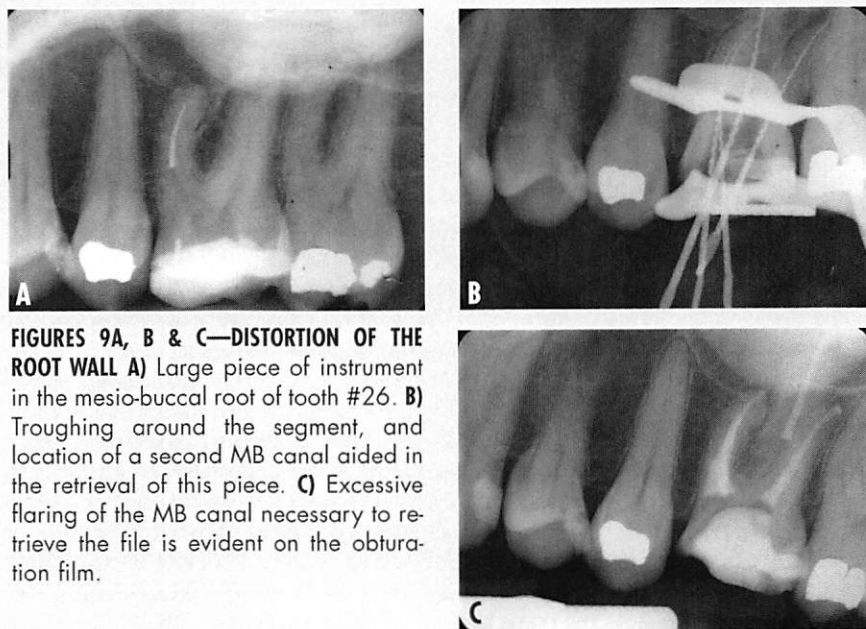 A
B
FIGURES 9A, B & C—DISTORTION OF THE
ROOT WALL A) Large piece of instrument
in the mesio-buccal root of tooth #26. B)
Troughing around the segment, and
location of a second MB canal aided in
the retrieval of this piece. C) Excessive
flaring of the MB canal necessary to re-
trieve the file is evident on the obtura-
tion film.
C